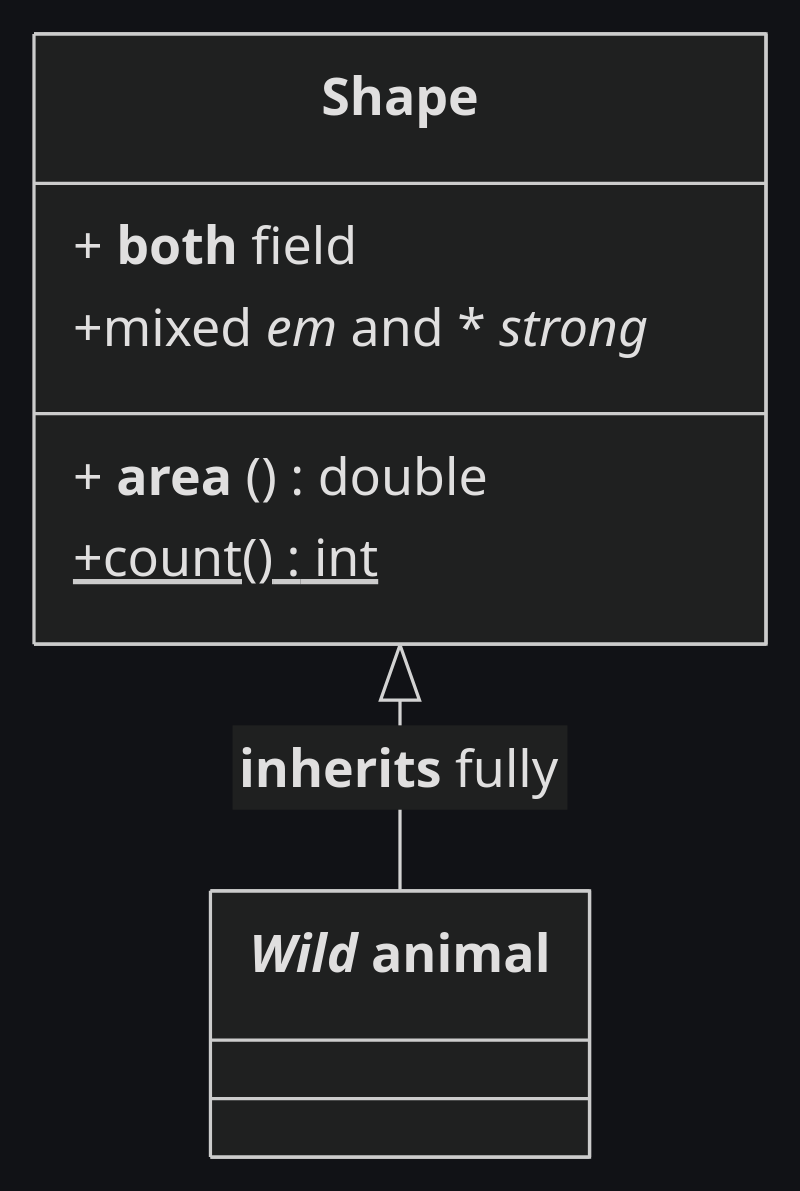 Shape
+ both field
+mixed em and * strong
+ area () : double
+count() : int
inherits fully
Wild animal